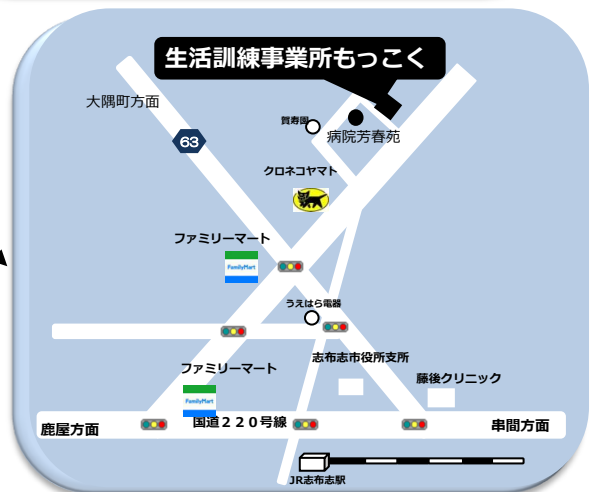 生活訓練事業所もっこく
大隅町方面
賀寿園
病院芳春苑
63
クロネコヤマト
ファミリーマート
FamilyMart
うえはら電器
志布志市役所支所
ファミリーマート
藤後クリニック
FamilyMart
鹿屋方面
国道２２０号線
串間方面
JR志布志駅